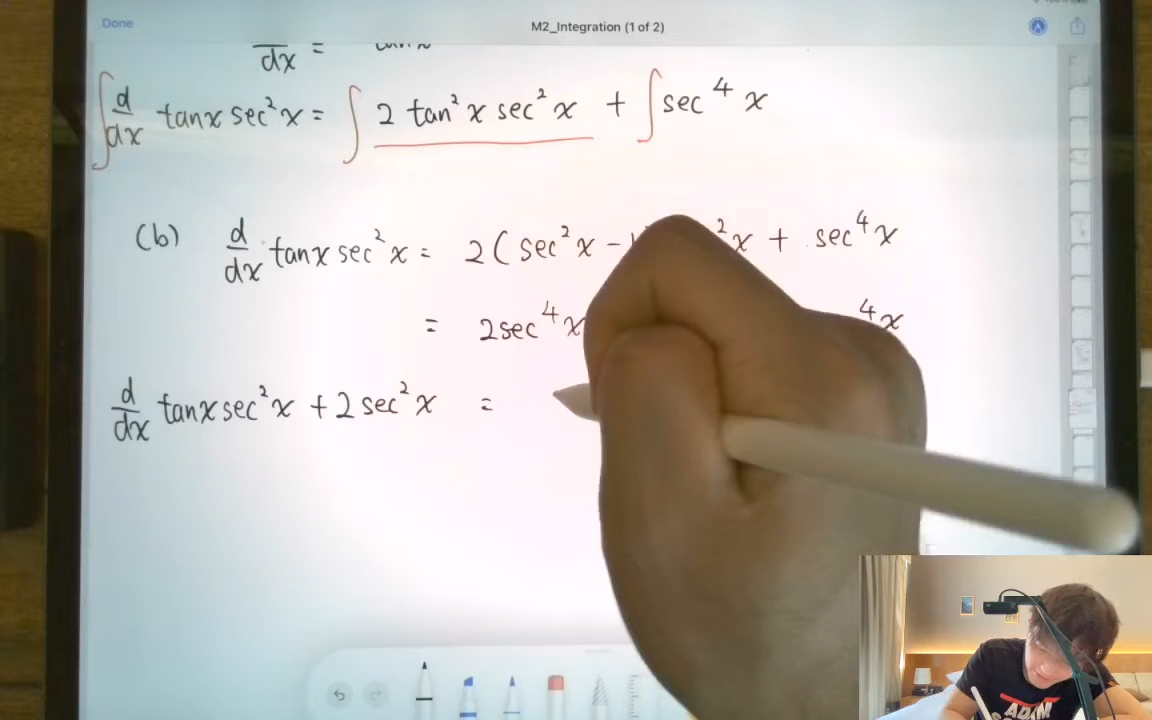 Done
M2_Integration (1 of 2)
dx =
∫ d/dx tanx sec²x = ∫ 2 tan²x sec²x + ∫ sec⁴x
(b) d/dx tanx sec²x = 2(sec²x - ²x + sec⁴x
= 2sec⁴x ⁴x
d/dx tanx sec²x + 2 sec²x =
ADAM